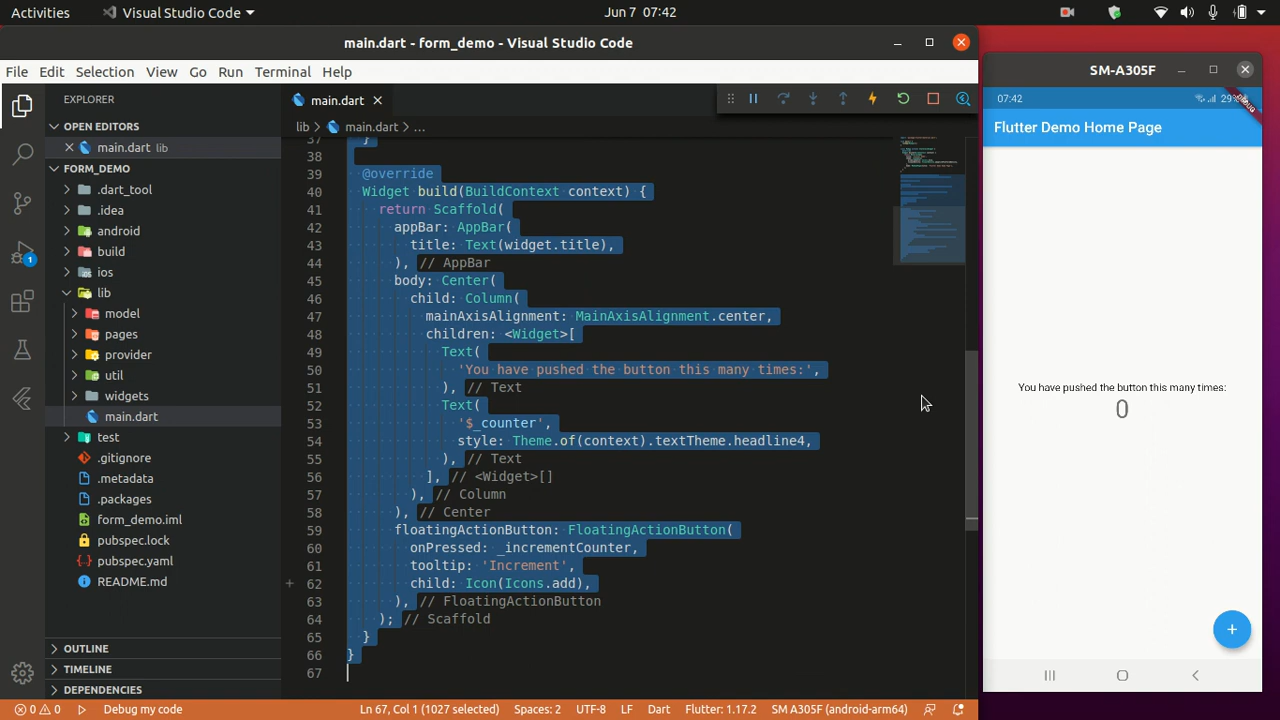 Activities
Visual Studio Code
Jun 7 07:42
main.dart - form_demo - Visual Studio Code
File Edit Selection View Go Run Terminal Help
EXPLORER
OPEN EDITORS
main.dart lib
FORM_DEMO
.dart_tool
.idea
android
build
ios
lib
model
pages
provider
util
widgets
main.dart
test
.gitignore
.metadata
.packages
form_demo.iml
pubspec.lock
pubspec.yaml
README.md
OUTLINE
TIMELINE
DEPENDENCIES
1
main.dart
lib > main.dart > ...
37 }
38
39 @override
40 Widget build(BuildContext context) {
41 return Scaffold(
42 appBar: AppBar(
43 title: Text(widget.title),
44 ), // AppBar
45 body: Center(
46 child: Column(
47 mainAxisAlignment: MainAxisAlignment.center,
48 children: <Widget>[
49 Text(
50 'You have pushed the button this many times:',
51 ), // Text
52 Text(
53 '$_counter',
54 style: Theme.of(context).textTheme.headline4,
55 ), // Text
56 ], // <Widget>[]
57 ), // Column
58 ), // Center
59 floatingActionButton: FloatingActionButton(
60 onPressed: _incrementCounter,
61 tooltip: 'Increment',
62 child: Icon(Icons.add),
63 ), // FloatingActionButton
64 ); // Scaffold
65 }
66 }
67
0 0 Debug my code
Ln 67, Col 1 (1027 selected) Spaces: 2 UTF-8 LF Dart Flutter: 1.17.2 SM A305F (android-arm64)
SM-A305F
07:42 29%
DEBUG
Flutter Demo Home Page
You have pushed the button this many times:
0
+